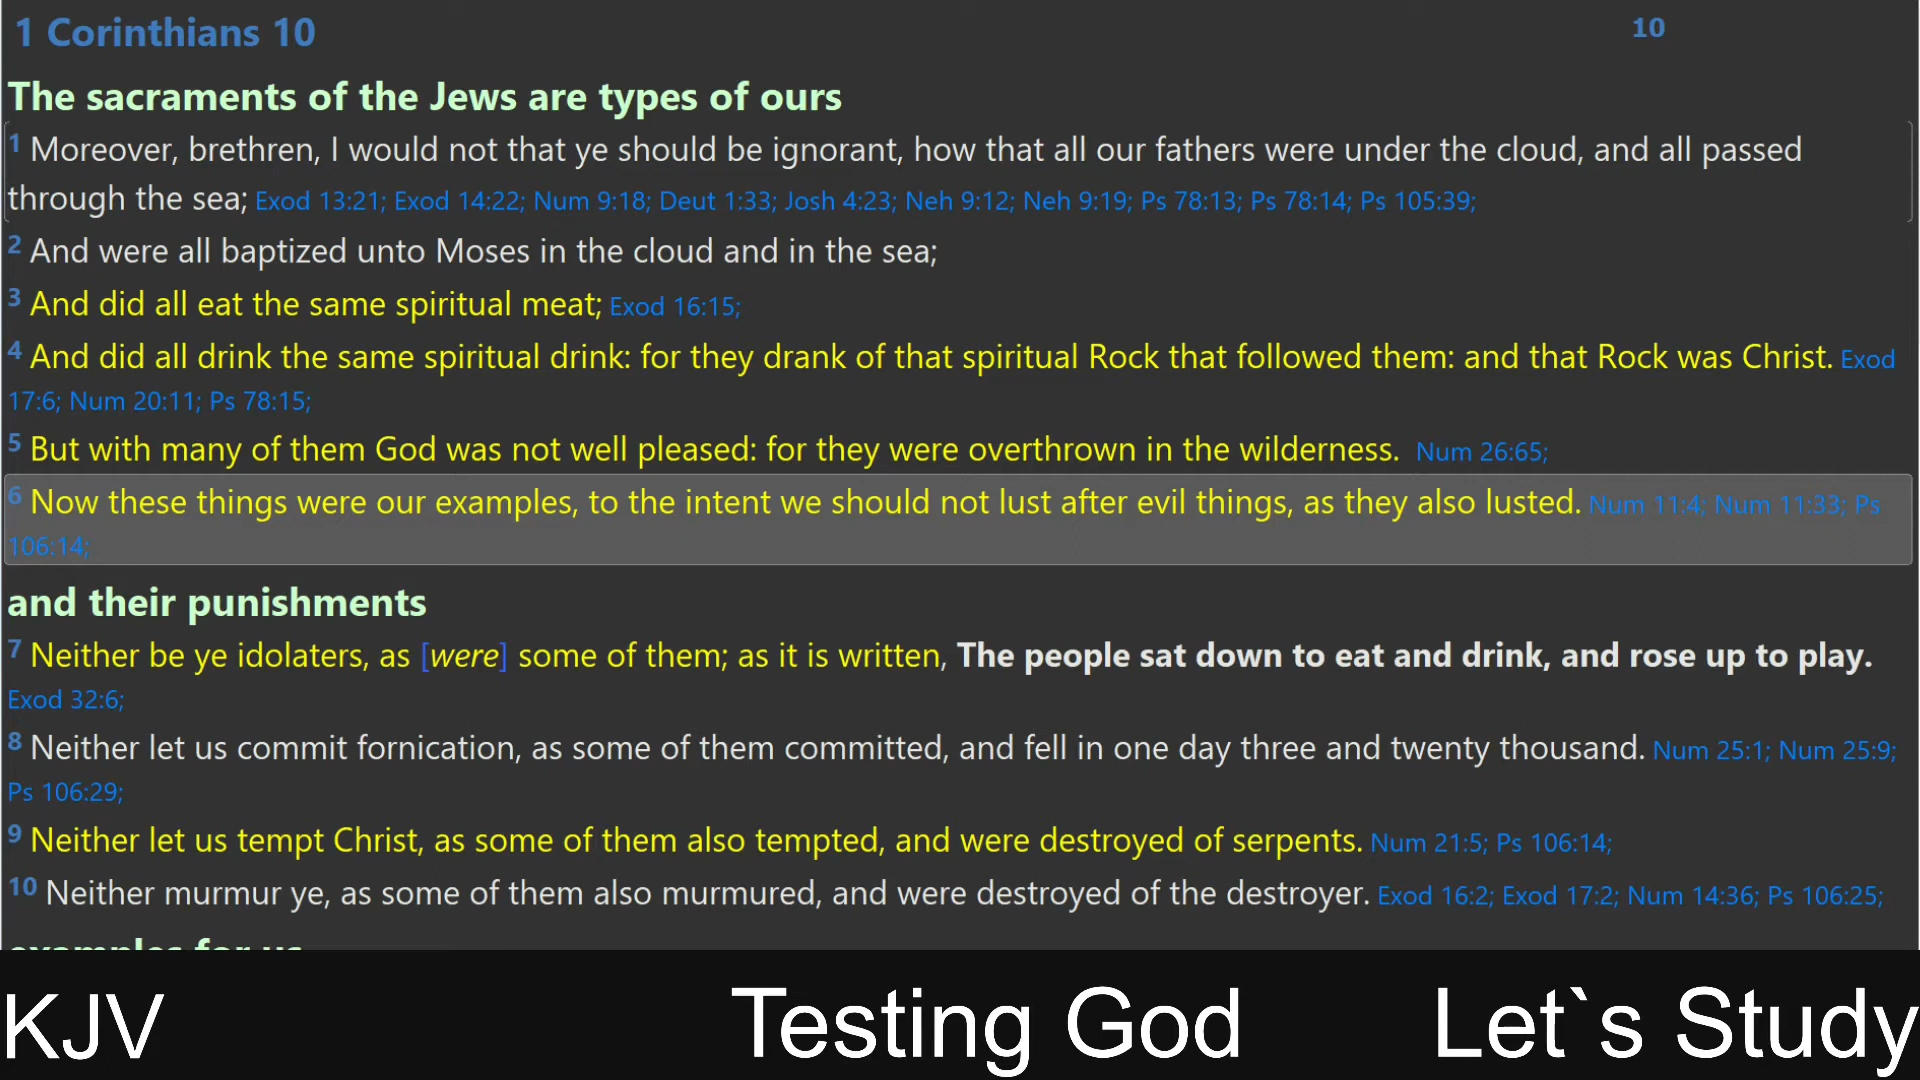 1 Corinthians 10
10
The sacraments of the Jews are types of ours
1 Moreover, brethren, I would not that ye should be ignorant, how that all our fathers were under the cloud, and all passed
through the sea; Exod 13:21; Exod 14:22; Num 9:18; Deut 1:33; Josh 4:23; Neh 9:12; Neh 9:19; Ps 78:13; Ps 78:14; Ps 105:39;
2 And were all baptized unto Moses in the cloud and in the sea;
3 And did all eat the same spiritual meat; Exod 16:15;
4 And did all drink the same spiritual drink: for they drank of that spiritual Rock that followed them: and that Rock was Christ. Exod
17:6; Num 20:11; Ps 78:15;
5 But with many of them God was not well pleased: for they were overthrown in the wilderness. Num 26:65;
6 Now these things were our examples, to the intent we should not lust after evil things, as they also lusted. Num 11:4; Num 11:33; Ps
106:14;
and their punishments
7 Neither be ye idolaters, as [were] some of them; as it is written, The people sat down to eat and drink, and rose up to play.
Exod 32:6;
8 Neither let us commit fornication, as some of them committed, and fell in one day three and twenty thousand. Num 25:1; Num 25:9;
Ps 106:29;
9 Neither let us tempt Christ, as some of them also tempted, and were destroyed of serpents. Num 21:5; Ps 106:14;
10 Neither murmur ye, as some of them also murmured, and were destroyed of the destroyer. Exod 16:2; Exod 17:2; Num 14:36; Ps 106:25;
examples for us
KJV
Testing God
Let`s Study